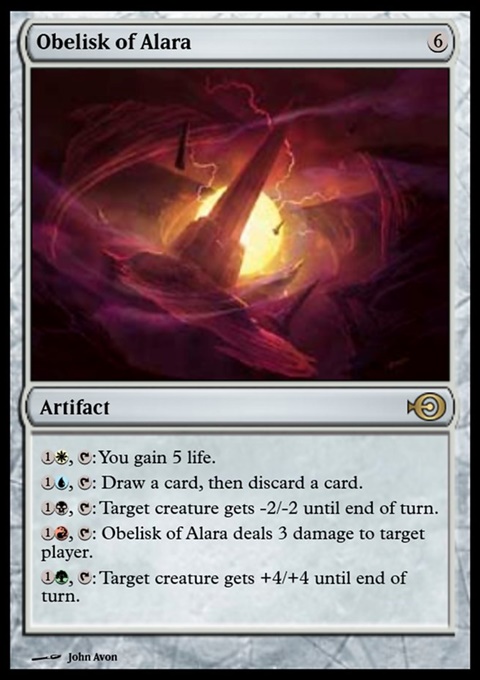 Obelisk of Alara 6
Artifact
1, : You gain 5 life.
1, : Draw a card, then discard a card.
1, : Target creature gets -2/-2 until end of turn.
1, : Obelisk of Alara deals 3 damage to target
player.
1, : Target creature gets +4/+4 until end of
turn.
John Avon